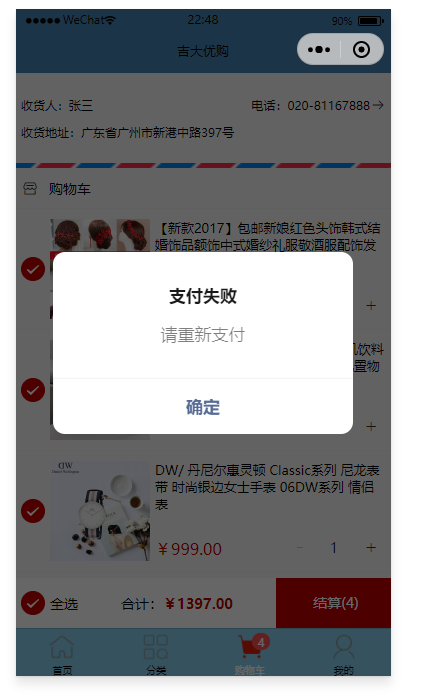 ●●●●● WeChat
22:48
90%
吉大优购
收货人：张三
电话：020-81167888
收货地址：广东省广州市新港中路397号
购物车
【新款2017】包邮新娘红色头饰韩式结
婚饰品额饰中式婚纱礼服敬酒服配饰发
+
支付失败
请重新支付
确定
饮料
置物
+
DW
Daniel Wellington
DW/ 丹尼尔惠灵顿 Classic系列 尼龙表
带 时尚银边女士手表 06DW系列 情侣
表
￥999.00
− 1 +
全选
合计：￥1397.00
结算(4)
4
首页
分类
购物车
我的